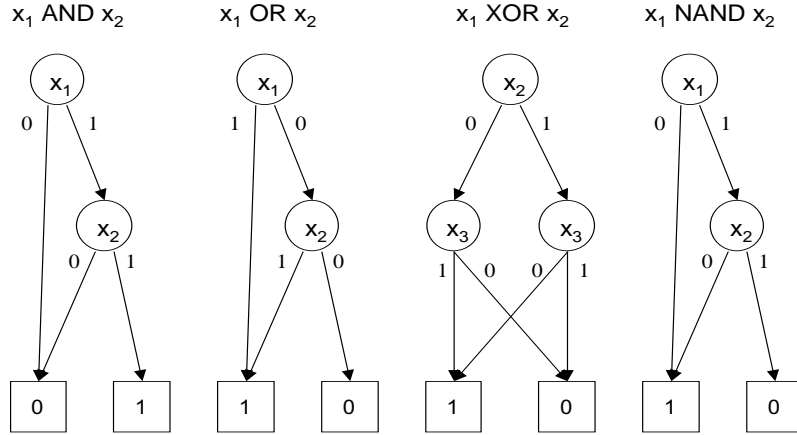 x₁ AND x₂ x₁ OR x₂ x₁ XOR x₂ x₁ NAND x₂
x₁ x₁ x₂ x₁
0 1 1 0 0 1 0 1
x₂ x₃ x₃ x₂ x₂
0 1 1 0 1 0 0 1 0 1
0 1 1 0 1 0 1 0